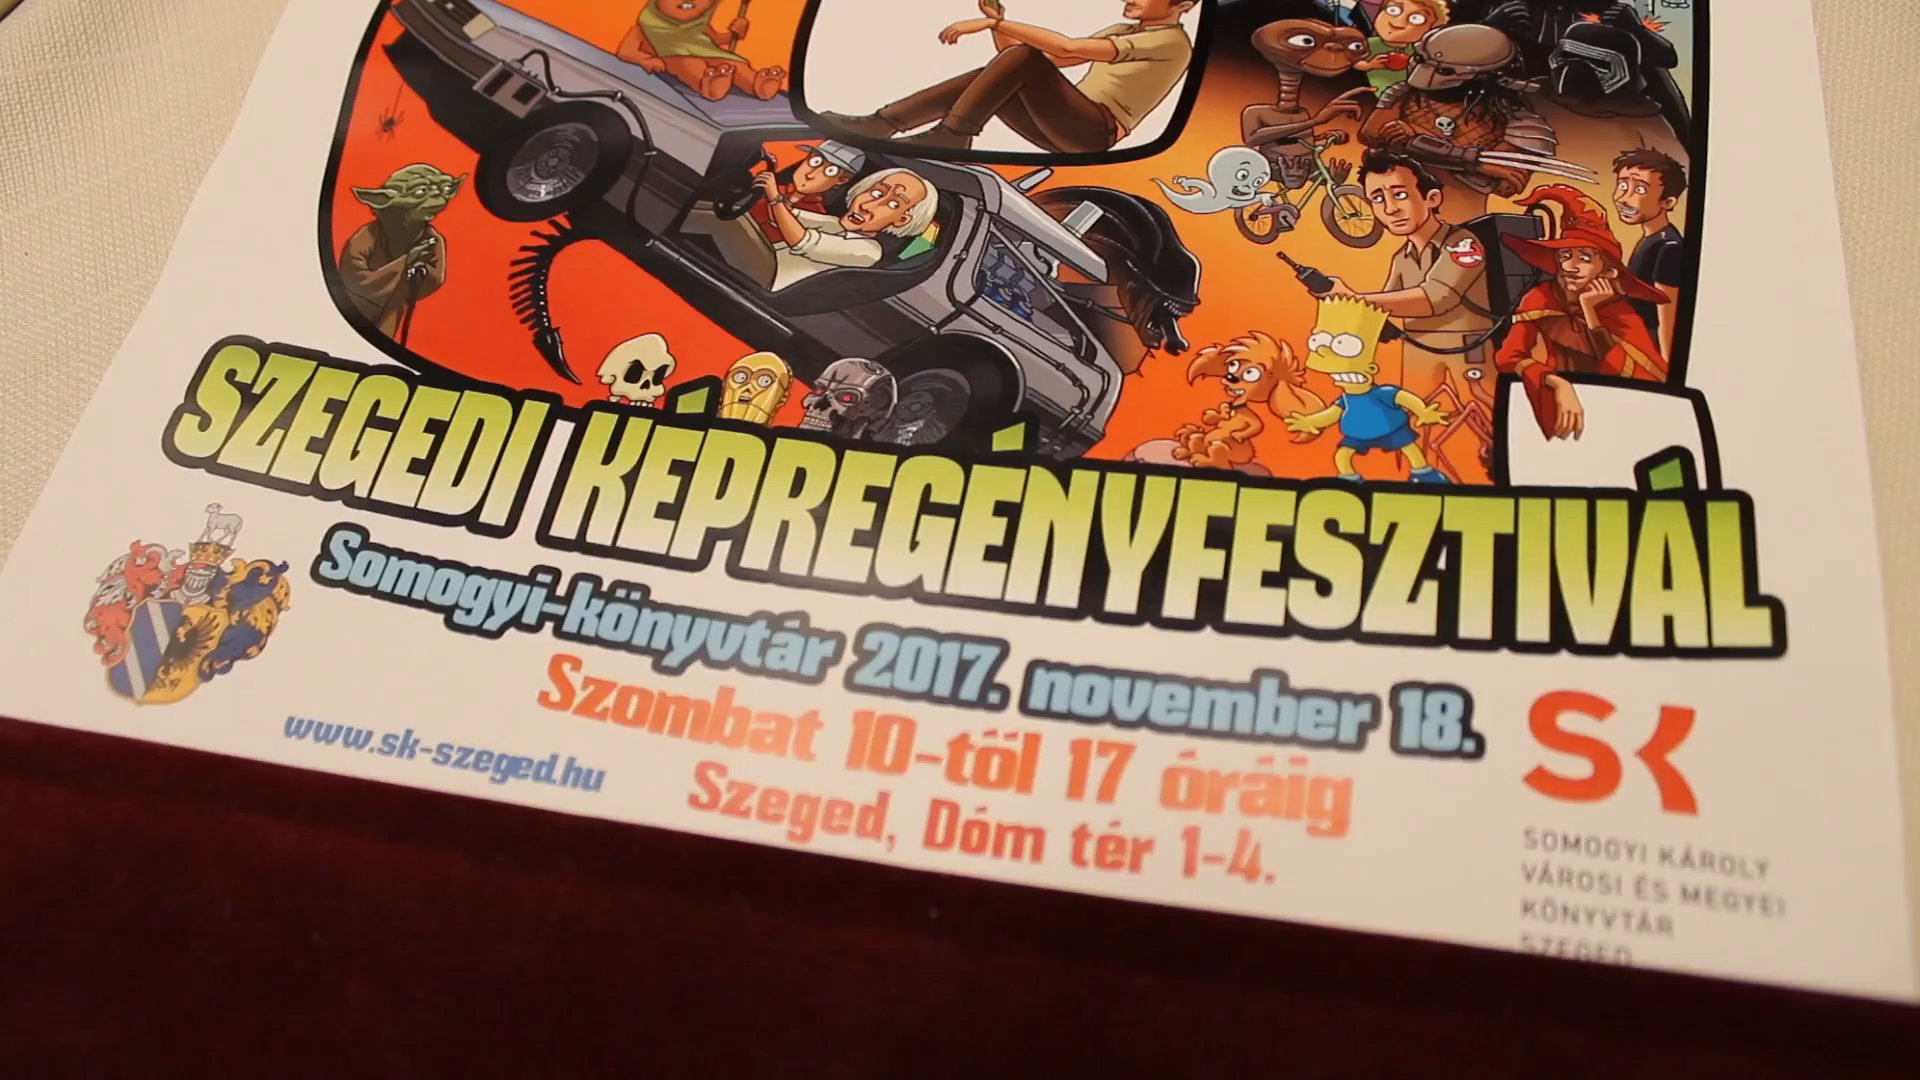 SZEGEDI KÉPREGÉNYFESZTIVÁL
Somogyi-könyvtár 2017. november 18.
Szombat 10-től 17 óráig
Szeged, Dóm tér 1-4.
www.sk-szeged.hu
SK
SOMOGYI KÁROLY
VÁROSI ÉS MEGYEI
KÖNYVTÁR
SZEGED